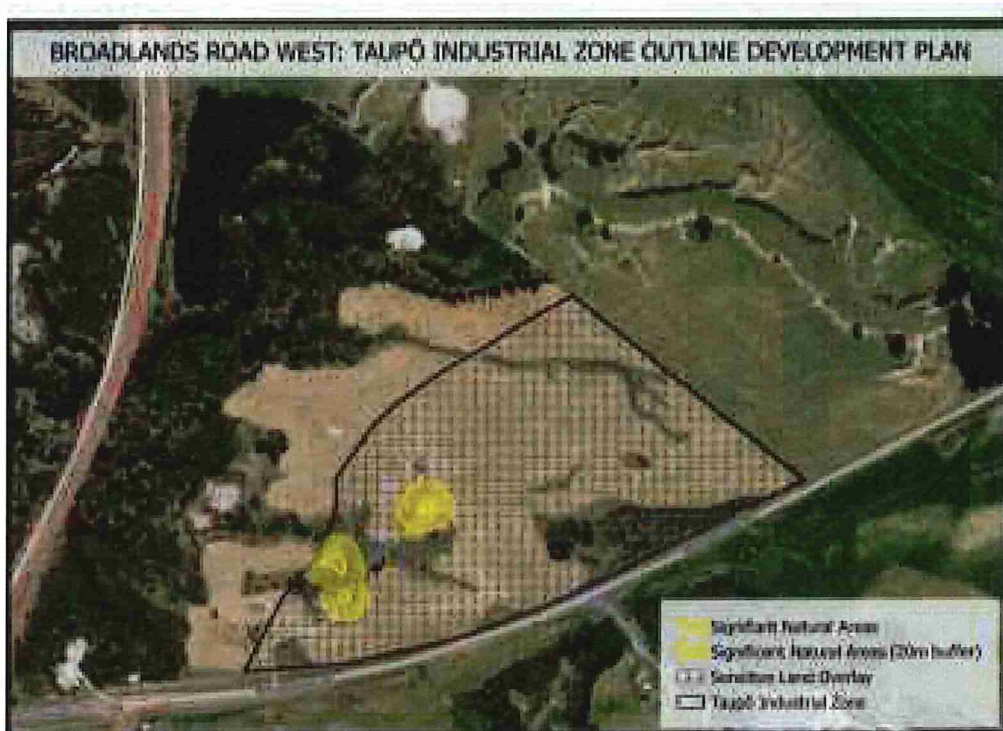 BROADLANDS ROAD WEST: TAUPŌ INDUSTRIAL ZONE OUTLINE DEVELOPMENT PLAN
Significant Natural Areas
Significant Natural Areas (20m buffer)
Sensitive Land Overlay
Taupō Industrial Zone